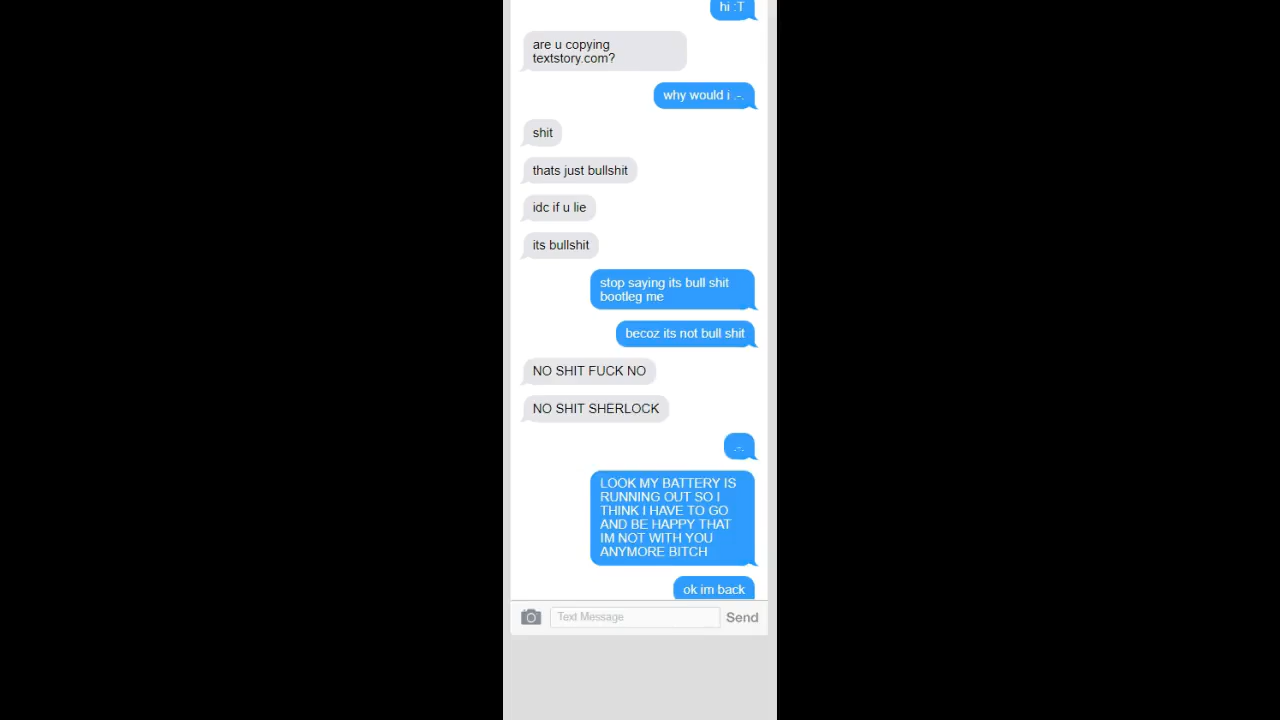 hi :T
are u copying
textstory.com?
why would i .-.
shit
thats just bullshit
idc if u lie
its bullshit
stop saying its bull shit
bootleg me
becoz its not bull shit
NO SHIT FUCK NO
NO SHIT SHERLOCK
.-.
LOOK MY BATTERY IS
RUNNING OUT SO I
THINK I HAVE TO GO
AND BE HAPPY THAT
IM NOT WITH YOU
ANYMORE BITCH
ok im back
Text Message
Send